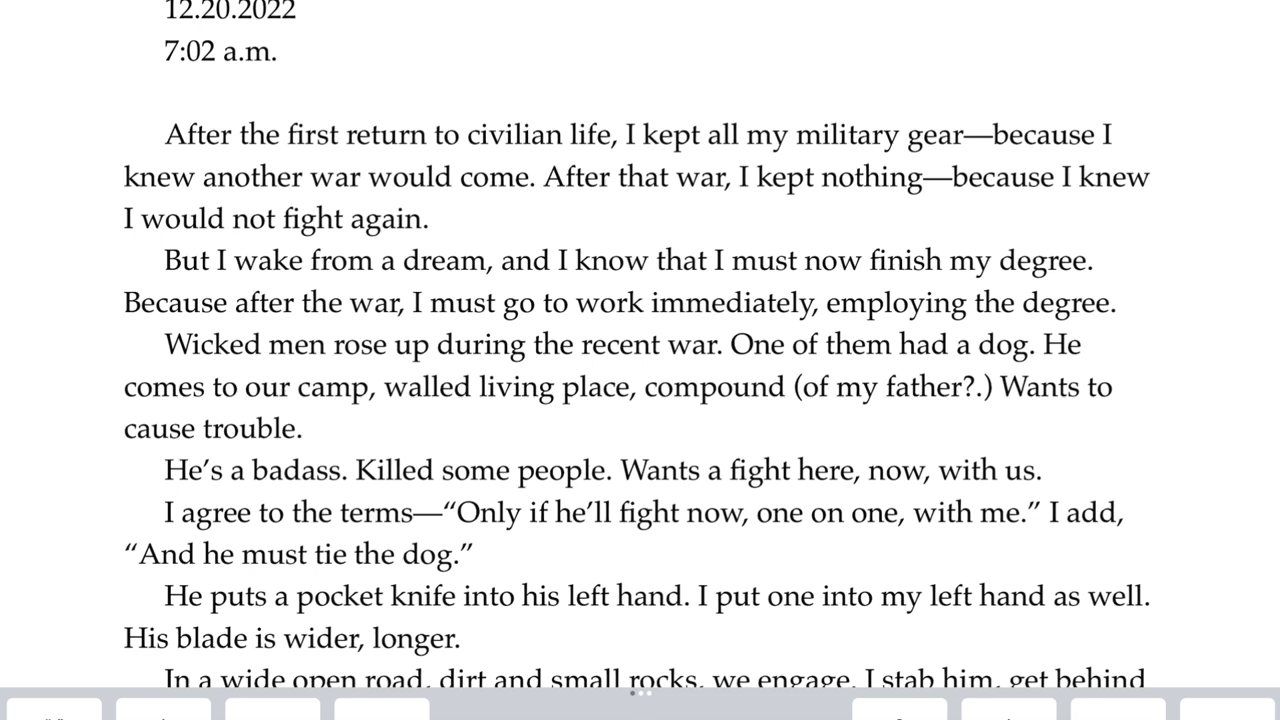 12.20.2022
7:02 a.m.
After the first return to civilian life, I kept all my military gear—because I
knew another war would come. After that war, I kept nothing—because I knew
I would not fight again.
But I wake from a dream, and I know that I must now finish my degree.
Because after the war, I must go to work immediately, employing the degree.
Wicked men rose up during the recent war. One of them had a dog. He
comes to our camp, walled living place, compound (of my father?.) Wants to
cause trouble.
He’s a badass. Killed some people. Wants a fight here, now, with us.
I agree to the terms—“Only if he’ll fight now, one on one, with me.” I add,
“And he must tie the dog.”
He puts a pocket knife into his left hand. I put one into my left hand as well.
His blade is wider, longer.
In a wide open road, dirt and small rocks, we engage. I stab him, get behind